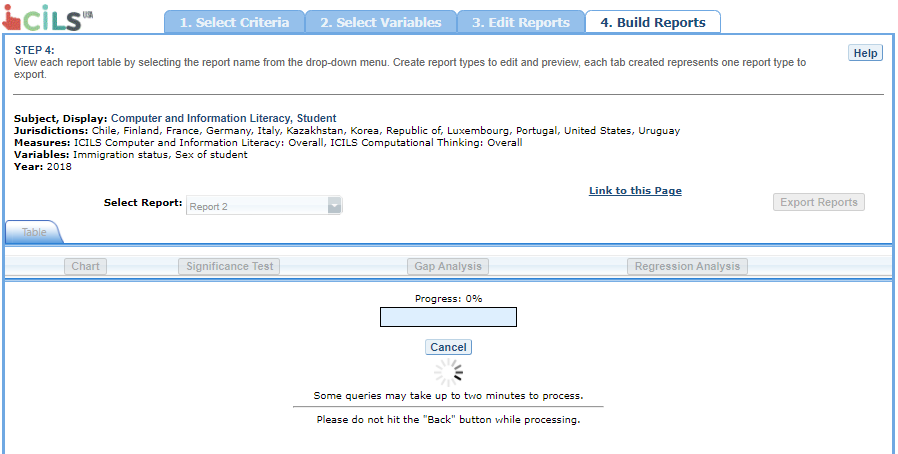 iCiLS USA
1. Select Criteria
2. Select Variables
3. Edit Reports
4. Build Reports
STEP 4:
View each report table by selecting the report name from the drop-down menu. Create report types to edit and preview, each tab created represents one report type to
export.
Help
Subject, Display: Computer and Information Literacy, Student
Jurisdictions: Chile, Finland, France, Germany, Italy, Kazakhstan, Korea, Republic of, Luxembourg, Portugal, United States, Uruguay
Measures: ICILS Computer and Information Literacy: Overall, ICILS Computational Thinking: Overall
Variables: Immigration status, Sex of student
Year: 2018
Link to this Page
Select Report: Report 2
Export Reports
Table
Chart
Significance Test
Gap Analysis
Regression Analysis
Progress: 0%
Cancel
Some queries may take up to two minutes to process.
Please do not hit the "Back" button while processing.